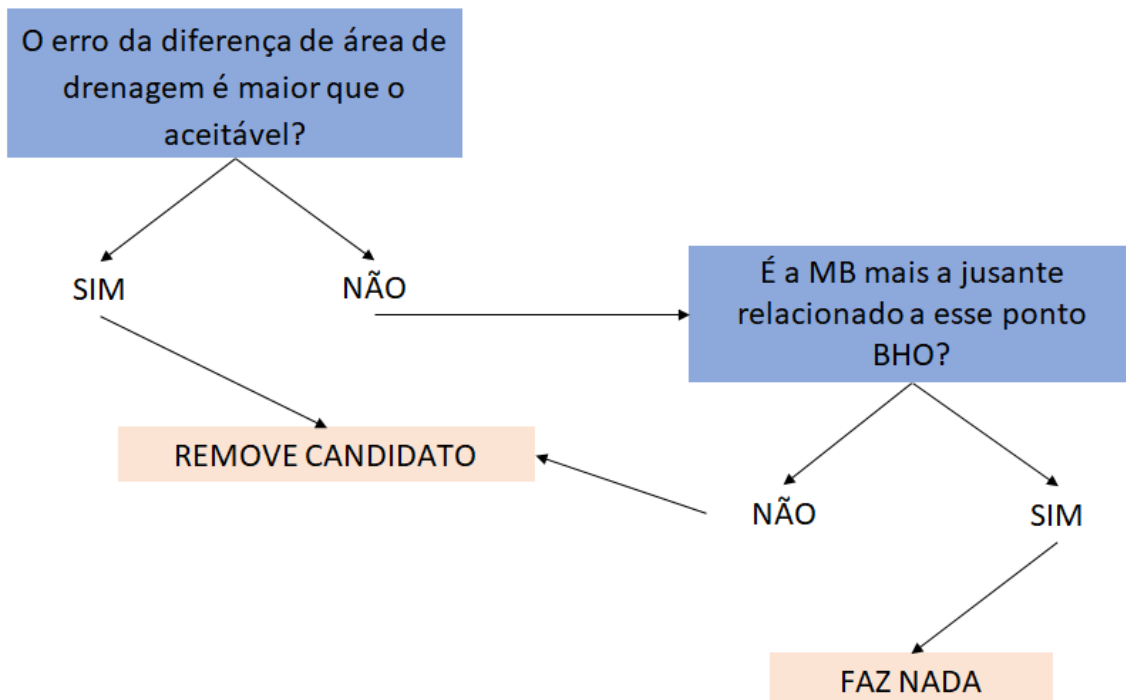 O erro da diferença de área de
drenagem é maior que o
aceitável?
SIM
NÃO
É a MB mais a jusante
relacionado a esse ponto
BHO?
REMOVE CANDIDATO
NÃO
SIM
FAZ NADA